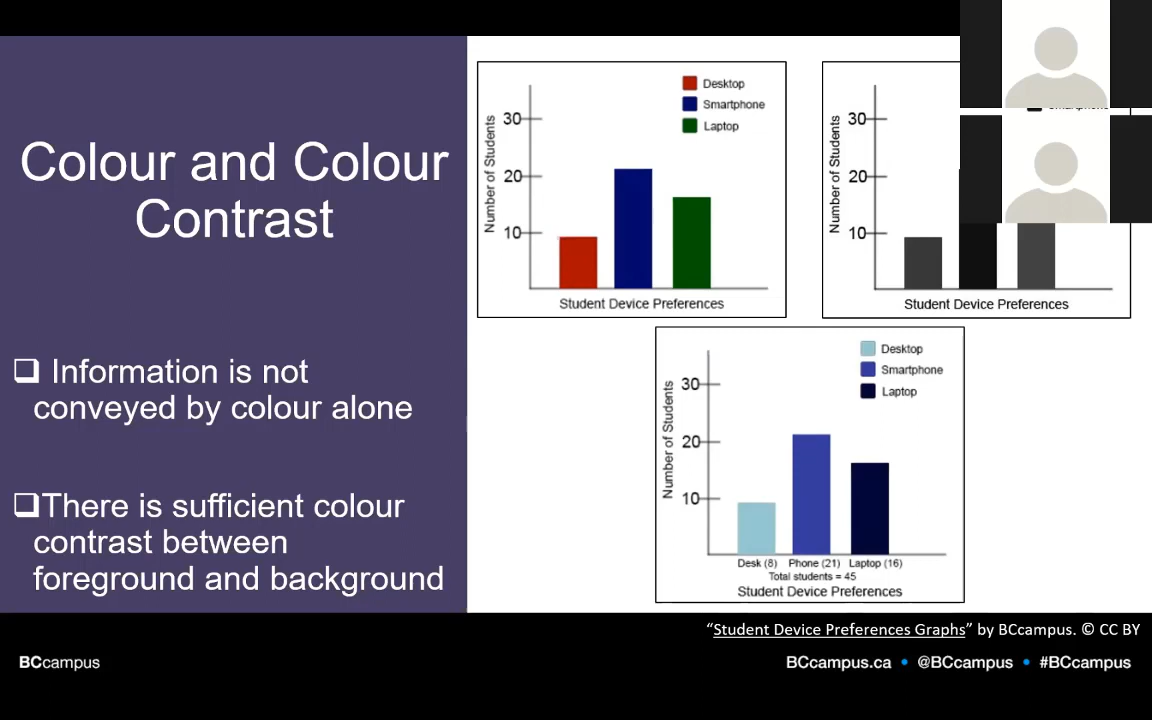 Colour and Colour
Contrast
❑ Information is not
conveyed by colour alone
❑There is sufficient colour
contrast between
foreground and background
Desktop
Smartphone
Laptop
Number of Students
30
20
10
Student Device Preferences
Number of Students
30
20
10
Student Device Preferences
Desktop
Smartphone
Laptop
Number of Students
30
20
10
Desk (8) Phone (21) Laptop (16)
Total students = 45
Student Device Preferences
“Student Device Preferences Graphs” by BCcampus. © CC BY
BCcampus
BCcampus.ca • @BCcampus • #BCcampus